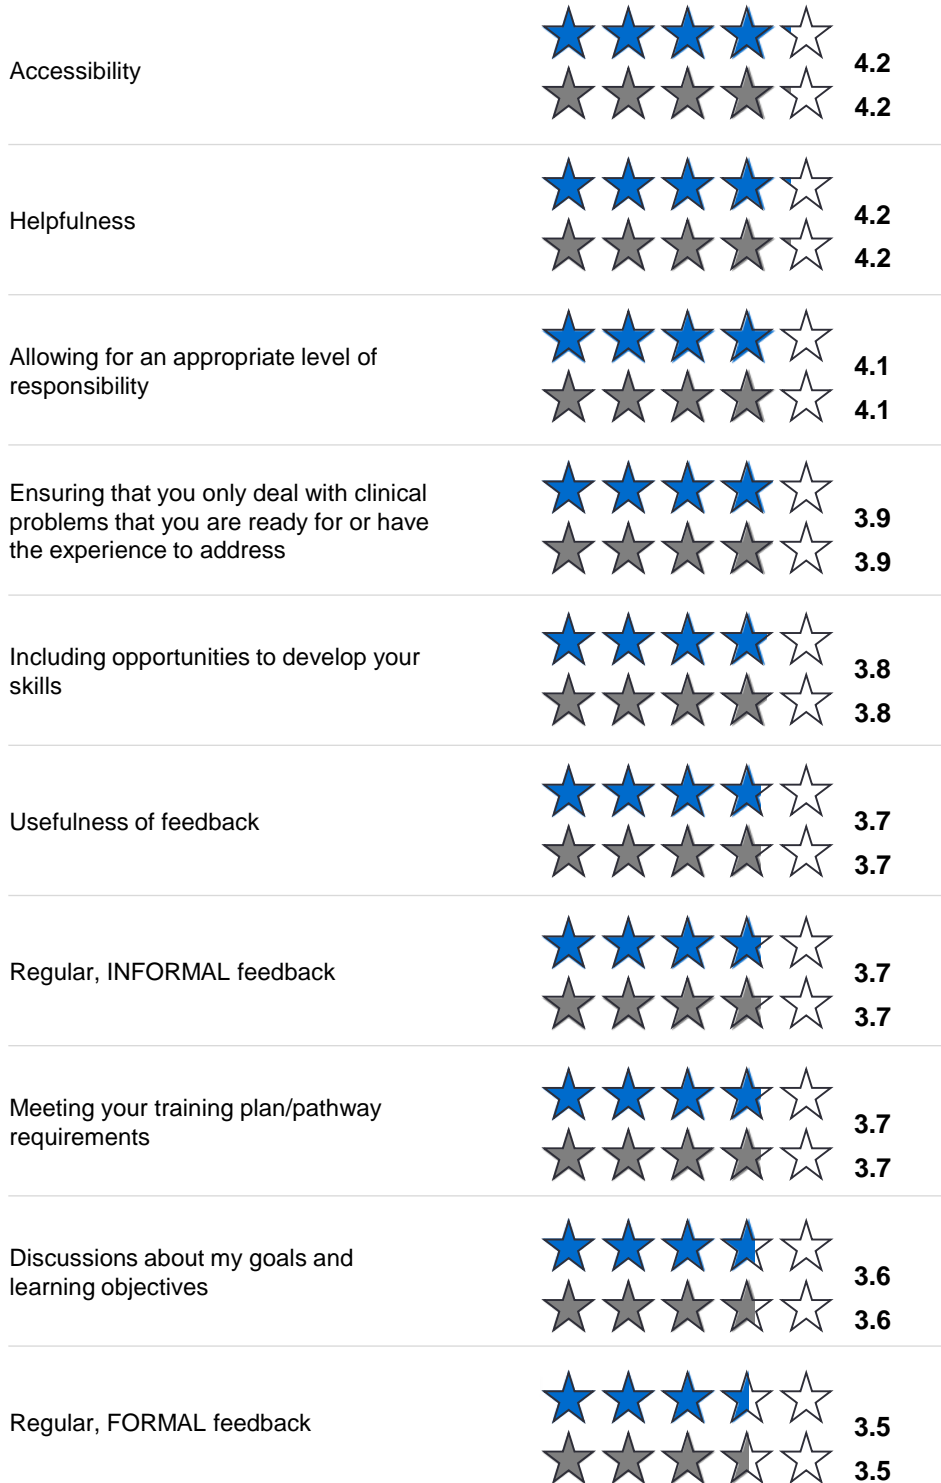 Accessibility
4.2
4.2
Helpfulness
4.2
4.2
Allowing for an appropriate level of
responsibility
4.1
4.1
Ensuring that you only deal with clinical
problems that you are ready for or have
the experience to address
3.9
3.9
Including opportunities to develop your
skills
3.8
3.8
Usefulness of feedback
3.7
3.7
Regular, INFORMAL feedback
3.7
3.7
Meeting your training plan/pathway
requirements
3.7
3.7
Discussions about my goals and
learning objectives
3.6
3.6
Regular, FORMAL feedback
3.5
3.5